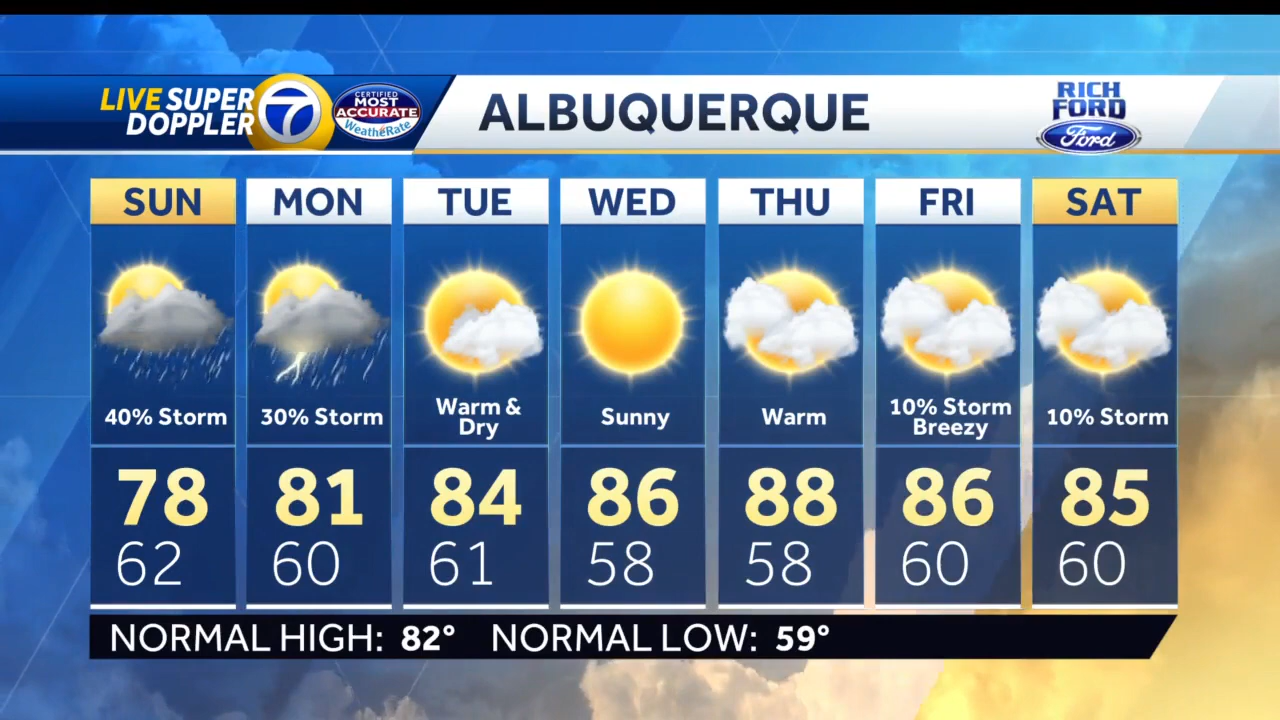 LIVE SUPER
DOPPLER
7
CERTIFIED
MOST
ACCURATE
WeatheRate
ALBUQUERQUE
RICH
FORD
Ford
SUN MON TUE WED THU FRI SAT
40% Storm
30% Storm
Warm &
Dry
Sunny
Warm
10% Storm
Breezy
10% Storm
78 81 84 86 88 86 85
62 60 61 58 58 60 60
NORMAL HIGH: 82° NORMAL LOW: 59°